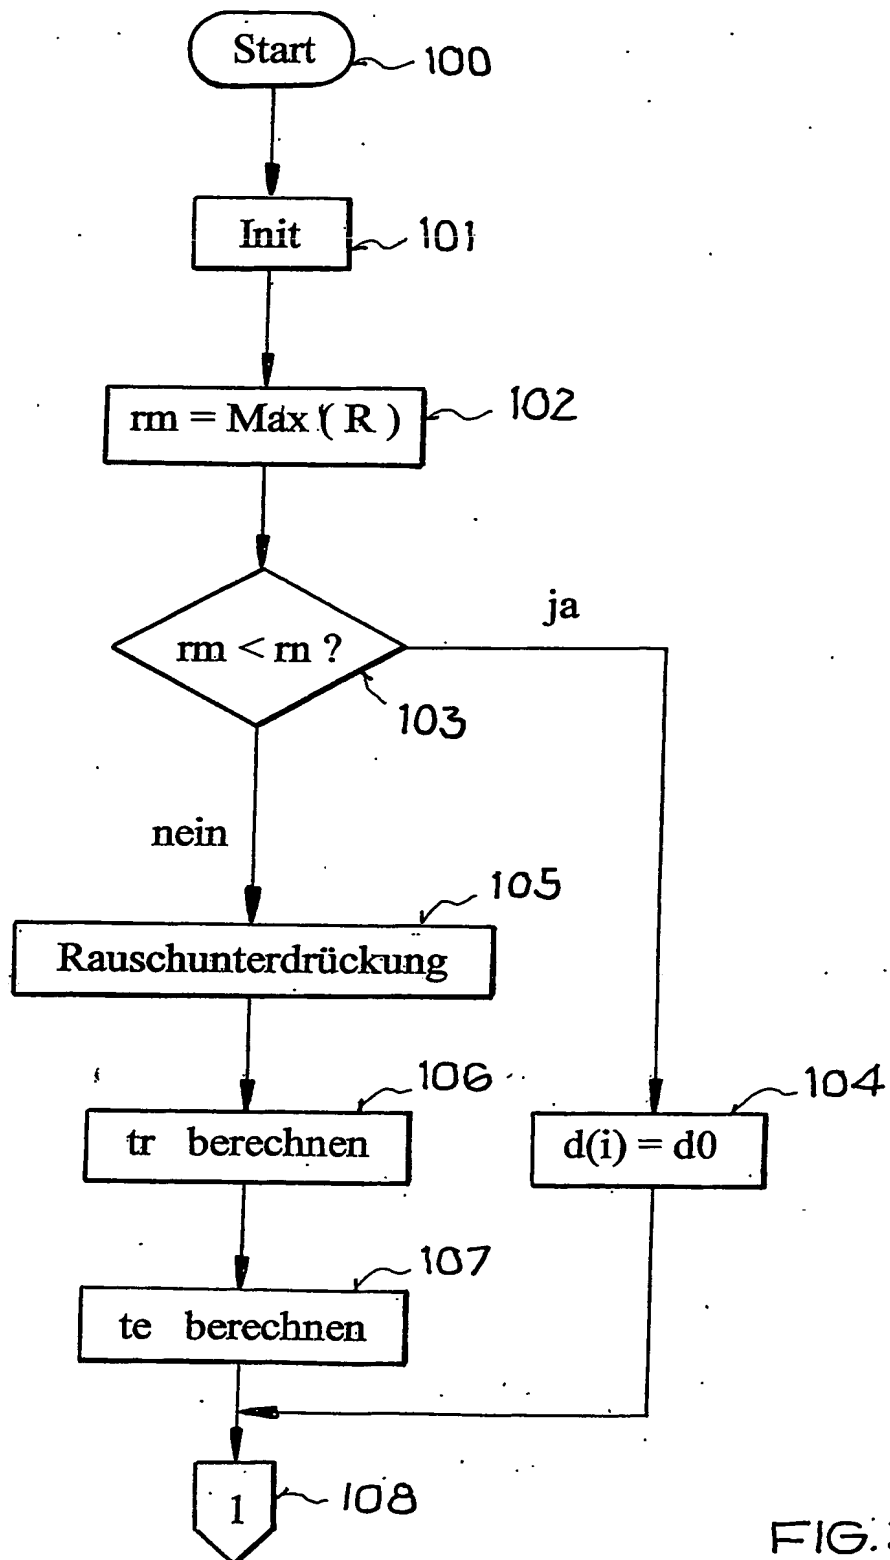 Start
100
Init
101
rm = Max ( R )
102
ja
rm < rn ?
103
nein
105
Rauschunterdrückung
106
104
tr berechnen
d(i) = d0
107
te berechnen
1
108
FIG.